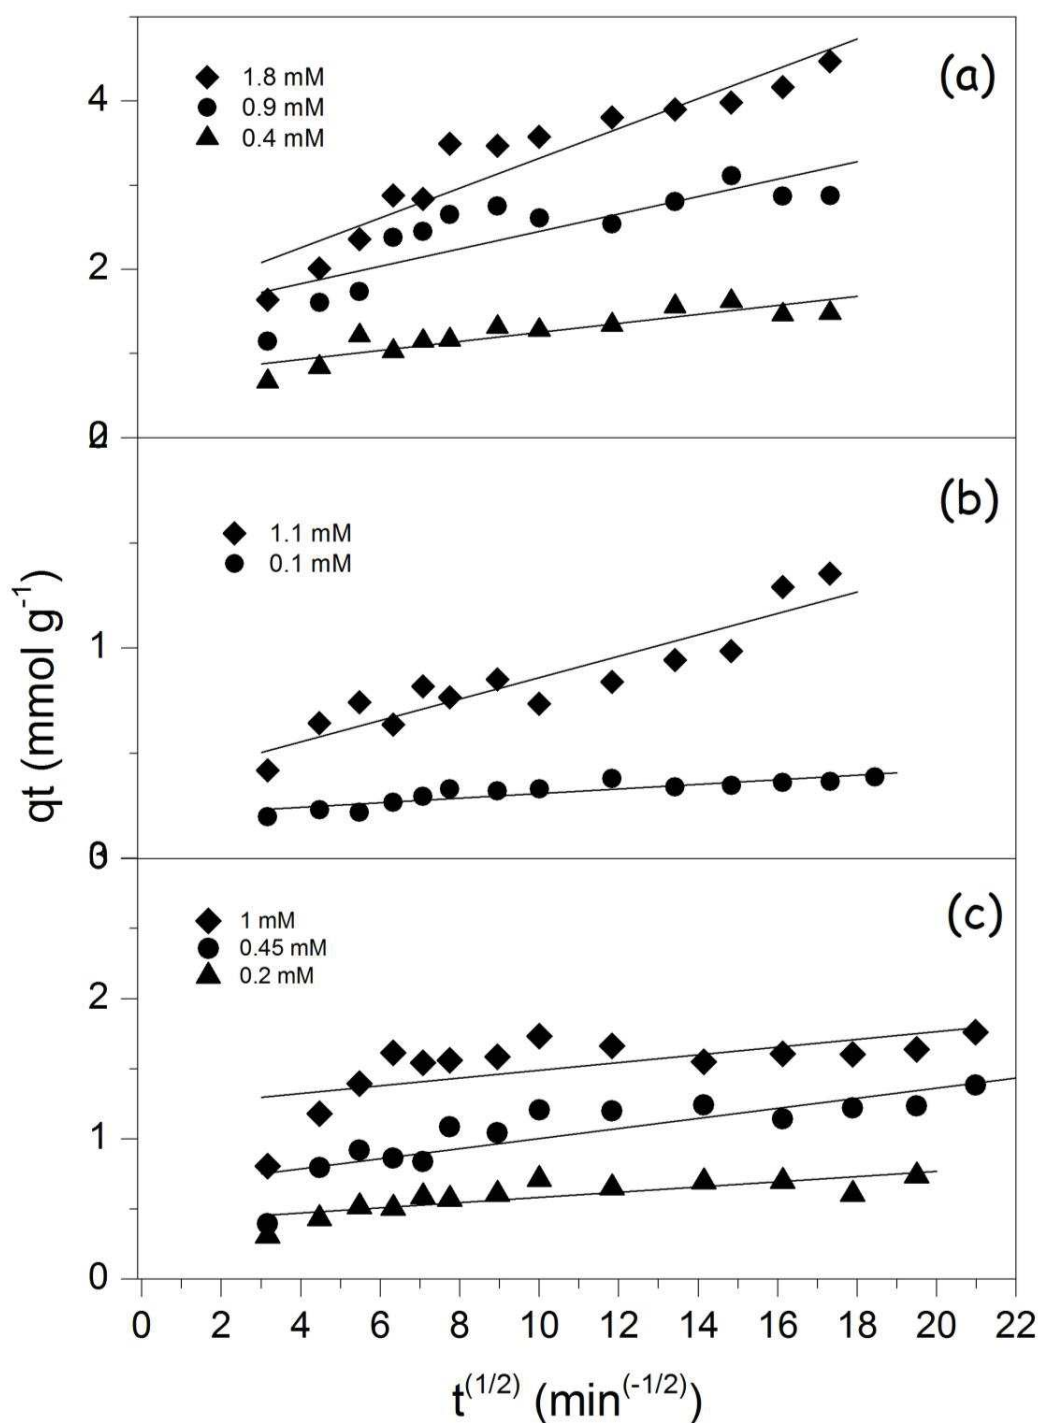 (a)
1.8 mM
0.9 mM
0.4 mM
4
2
0
2
(b)
1.1 mM
0.1 mM
1
0
3
(c)
1 mM
0.45 mM
0.2 mM
2
1
0
qt (mmol g⁻¹)
0 2 4 6 8 10 12 14 16 18 20 22
t⁽¹/²⁾ (min⁽⁻¹/²⁾)